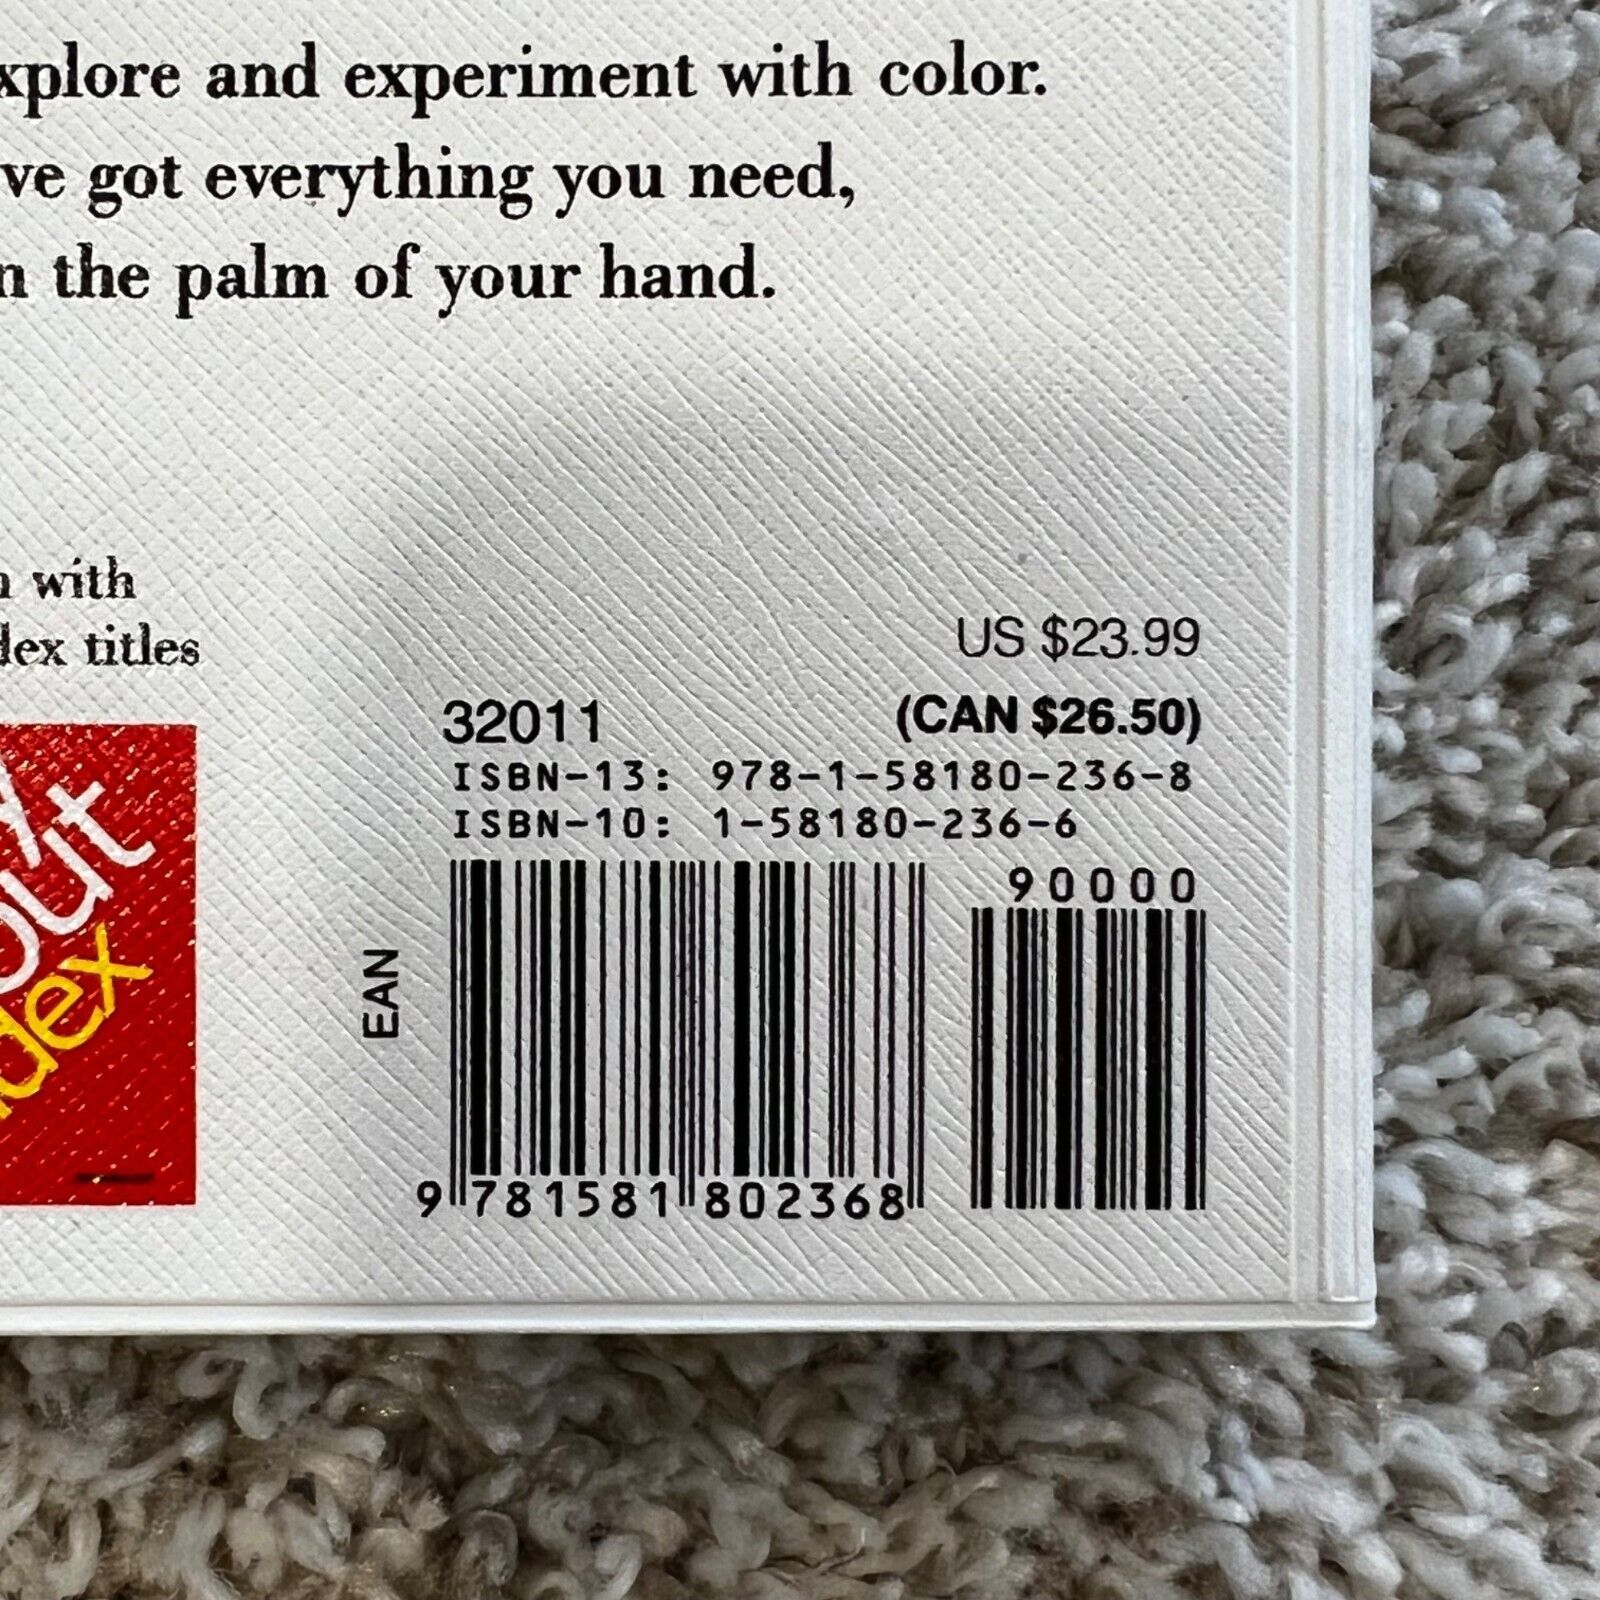 xplore and experiment with color.
ve got everything you need,
n the palm of your hand.
with
dex titles
US $23.99
32011
(CAN $26.50)
ISBN-13: 978-1-58180-236-8
ISBN-10: 1-58180-236-6
90000
EAN
9 781581 802368
out
dex